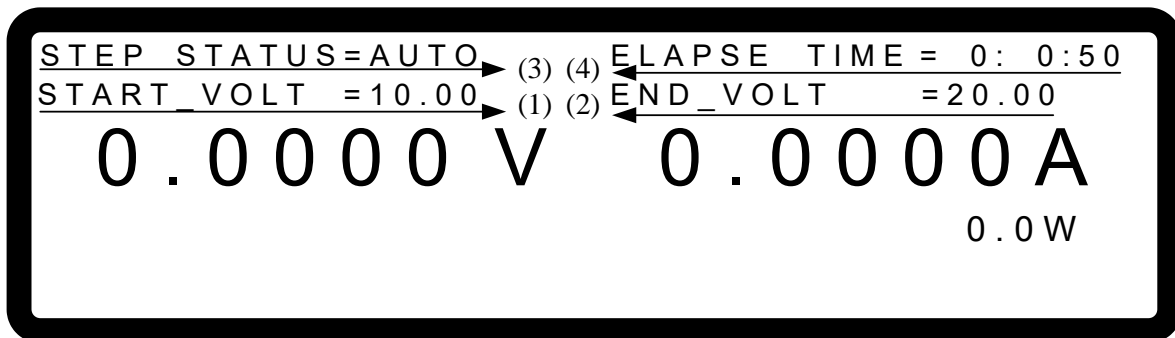 STEP STATUS=AUTO (3) (4) ELAPSE TIME= 0: 0:50
START_VOLT =10.00 (1) (2) END_VOLT =20.00
0.0000V 0.0000A
0.0W